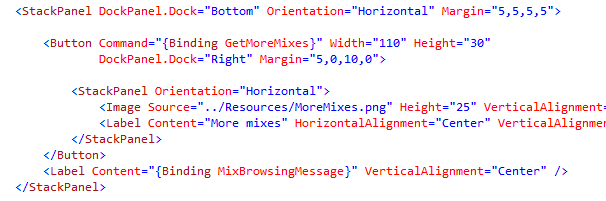 <StackPanel DockPanel.Dock="Bottom" Orientation="Horizontal" Margin="5,5,5,5">
<Button Command="{Binding GetMoreMixes}" Width="110" Height="30"
DockPanel.Dock="Right" Margin="5,0,10,0">
<StackPanel Orientation="Horizontal">
<Image Source="../Resources/MoreMixes.png" Height="25" VerticalAlignment=
<Label Content="More mixes" HorizontalAlignment="Center" VerticalAlignmen
</StackPanel>
</Button>
<Label Content="{Binding MixBrowsingMessage}" VerticalAlignment="Center" />
</StackPanel>